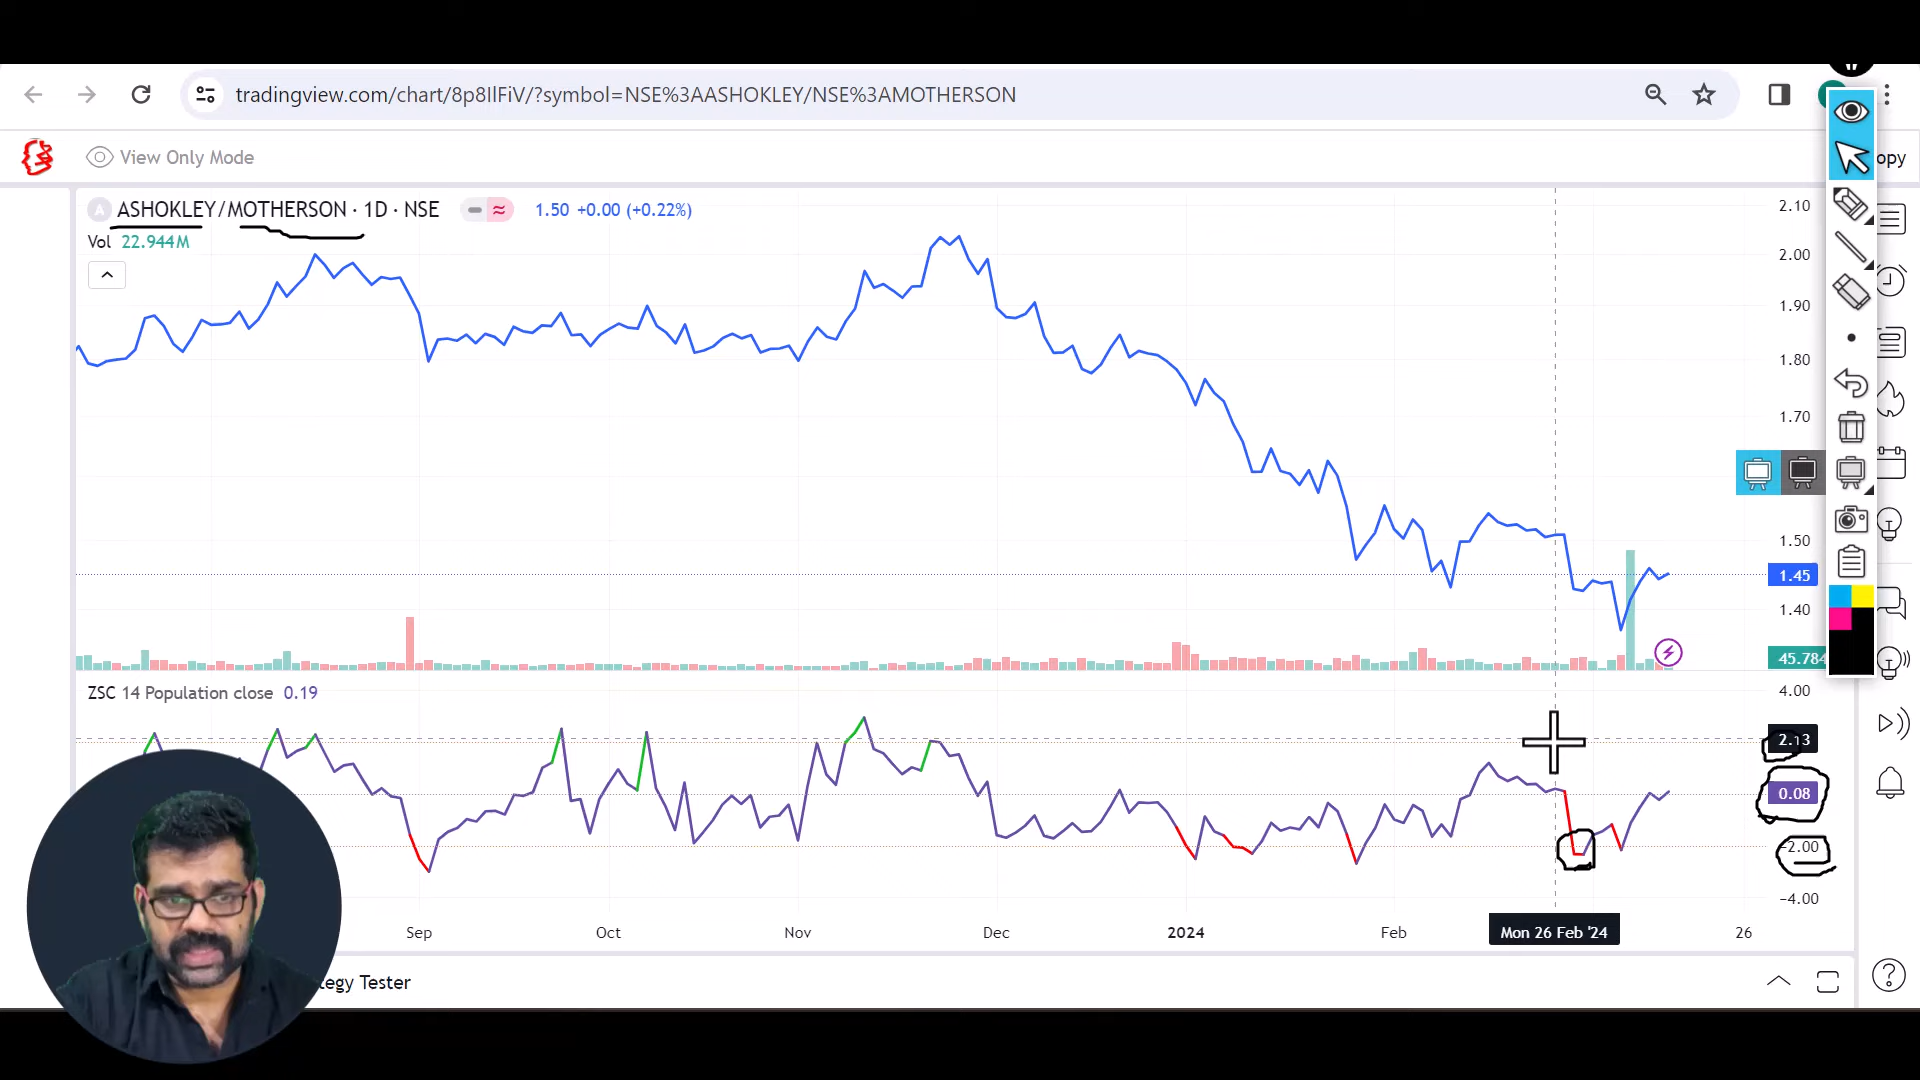 tradingview.com/chart/8p8IlFiV/?symbol=NSE%3AASHOKLEY/NSE%3AMOTHERSON
View Only Mode
opy
A ASHOKLEY/MOTHERSON · 1D · NSE 1.50 +0.00 (+0.22%)
Vol 22.944M
2.10
2.00
1.90
1.80
1.70
1.50
1.45
1.40
45.784
ZSC 14 Population close 0.19
4.00
2.13
0.08
−2.00
−4.00
Sep Oct Nov Dec 2024 Feb Mon 26 Feb '24 26
tegy Tester